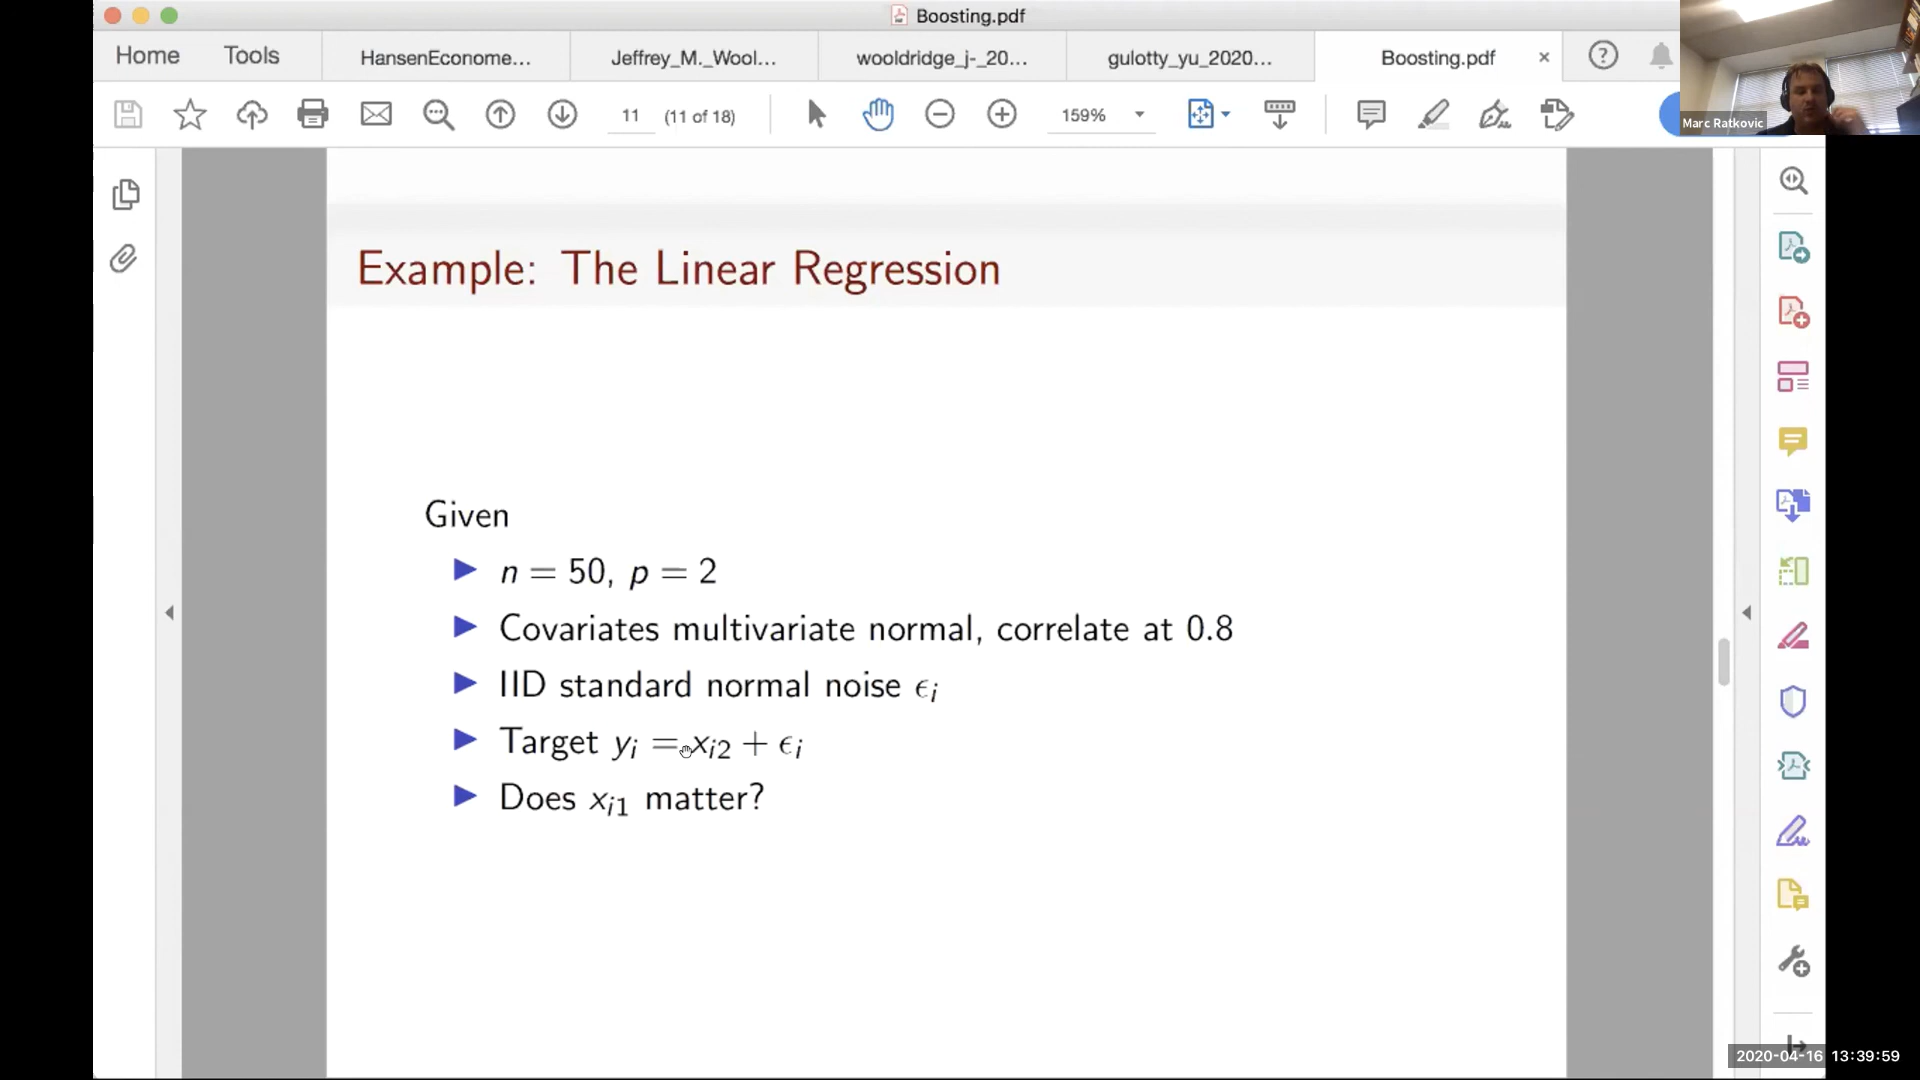 Boosting.pdf
Home Tools HansenEconome... Jeffrey_M._Wool... wooldridge_j-_20... gulotty_yu_2020... Boosting.pdf ×
11 (11 of 18) 159%
Marc Ratkovic
Example: The Linear Regression
Given
▶ n = 50, p = 2
▶ Covariates multivariate normal, correlate at 0.8
▶ IID standard normal noise ϵᵢ
▶ Target yᵢ = xᵢ₂ + ϵᵢ
▶ Does xᵢ₁ matter?
2020-04-16 13:39:59